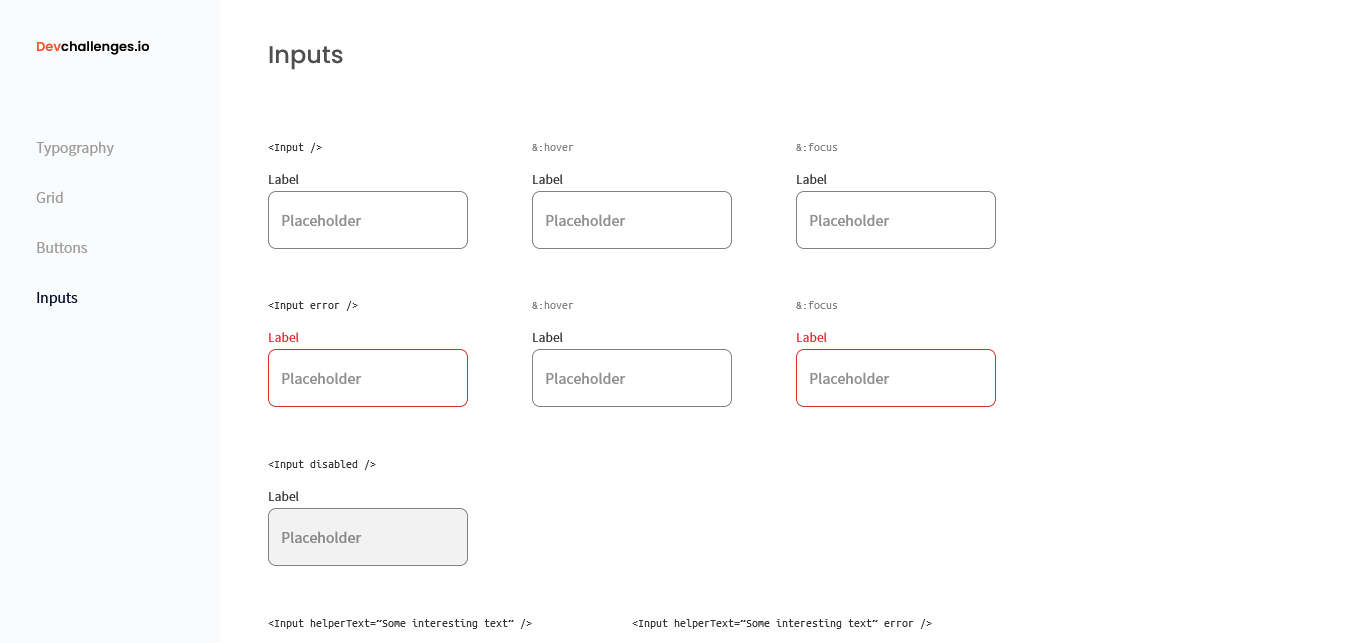 Devchallenges.io
Typography
Grid
Buttons
Inputs
Inputs
<Input />
&:hover
&:focus
Label
Label
Label
Placeholder
Placeholder
Placeholder
<Input error />
&:hover
&:focus
Label
Label
Label
Placeholder
Placeholder
Placeholder
<Input disabled />
Label
Placeholder
<Input helperText=”Some interesting text” />
<Input helperText=”Some interesting text” error />